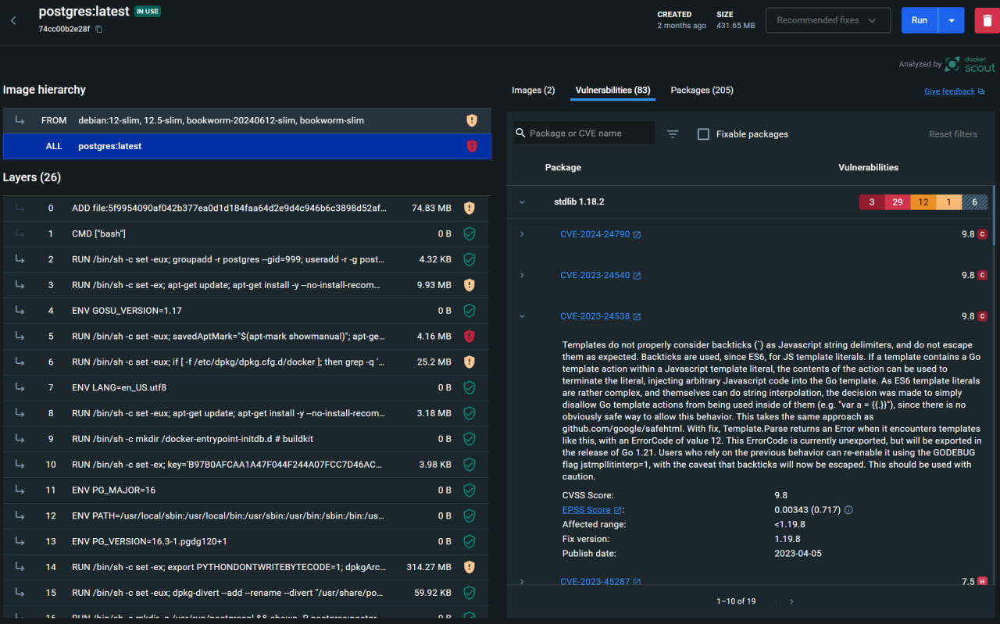 postgres:latest IN USE
74cc00b2e28f
CREATED
2 months ago
SIZE
431.65 MB
Recommended fixes
Run
Analyzed by docker scout
Image hierarchy
FROM debian:12-slim, 12.5-slim, bookworm-20240612-slim, bookworm-slim
ALL postgres:latest
Layers (26)
0 ADD file:5f9954090af042b377ea0d1d184faa64d2e9d4c946b6c3898d52af... 74.83 MB
1 CMD ["bash"] 0 B
2 RUN /bin/sh -c set -eux; groupadd -r postgres --gid=999; useradd -r -g post... 4.32 KB
3 RUN /bin/sh -c set -ex; apt-get update; apt-get install -y --no-install-recom... 9.93 MB
4 ENV GOSU_VERSION=1.17 0 B
5 RUN /bin/sh -c set -eux; savedAptMark="$(apt-mark showmanual)"; apt-ge... 4.16 MB
6 RUN /bin/sh -c set -eux; if [ -f /etc/dpkg/dpkg.cfg.d/docker ]; then grep -q '... 25.2 MB
7 ENV LANG=en_US.utf8 0 B
8 RUN /bin/sh -c set -eux; apt-get update; apt-get install -y --no-install-recom... 3.18 MB
9 RUN /bin/sh -c mkdir /docker-entrypoint-initdb.d # buildkit 0 B
10 RUN /bin/sh -c set -ex; key='B97B0AFCAA1A47F044F244A07FCC7D46AC... 3.98 KB
11 ENV PG_MAJOR=16 0 B
12 ENV PATH=/usr/local/sbin:/usr/local/bin:/usr/sbin:/usr/bin:/sbin:/bin:/us... 0 B
13 ENV PG_VERSION=16.3-1.pgdg120+1 0 B
14 RUN /bin/sh -c set -ex; export PYTHONDONTWRITEBYTECODE=1; dpkgArc... 314.27 MB
15 RUN /bin/sh -c set -eux; dpkg-divert --add --rename --divert "/usr/share/po... 59.92 KB
16 RUN /bin/sh -c mkdir -p /var/run/postgresql && chown -R postgres:postgr... 0 B
Images (2) Vulnerabilities (83) Packages (205) Give feedback
Package or CVE name Fixable packages Reset filters
Package Vulnerabilities
stdlib 1.18.2 3 29 12 1 6
CVE-2024-24790 9.8 C
CVE-2023-24540 9.8 C
CVE-2023-24538 9.8 C
Templates do not properly consider backticks (`) as Javascript string delimiters, and do not escape
them as expected. Backticks are used, since ES6, for JS template literals. If a template contains a Go
template action within a Javascript template literal, the contents of the action can be used to
terminate the literal, injecting arbitrary Javascript code into the Go template. As ES6 template literals
are rather complex, and themselves can do string interpolation, the decision was made to simply
disallow Go template actions from being used inside of them (e.g. "var a = {{.}}"), since there is no
obviously safe way to allow this behavior. This takes the same approach as
github.com/google/safehtml. With fix, Template.Parse returns an Error when it encounters templates
like this, with an ErrorCode of value 12. This ErrorCode is currently unexported, but will be exported in
the release of Go 1.21. Users who rely on the previous behavior can re-enable it using the GODEBUG
flag jstmpllitinterp=1, with the caveat that backticks will now be escaped. This should be used with
caution.
CVSS Score: 9.8
EPSS Score : 0.00343 (0.717)
Affected range: <1.19.8
Fix version: 1.19.8
Publish date: 2023-04-05
CVE-2023-45287 7.5 H
1–10 of 19